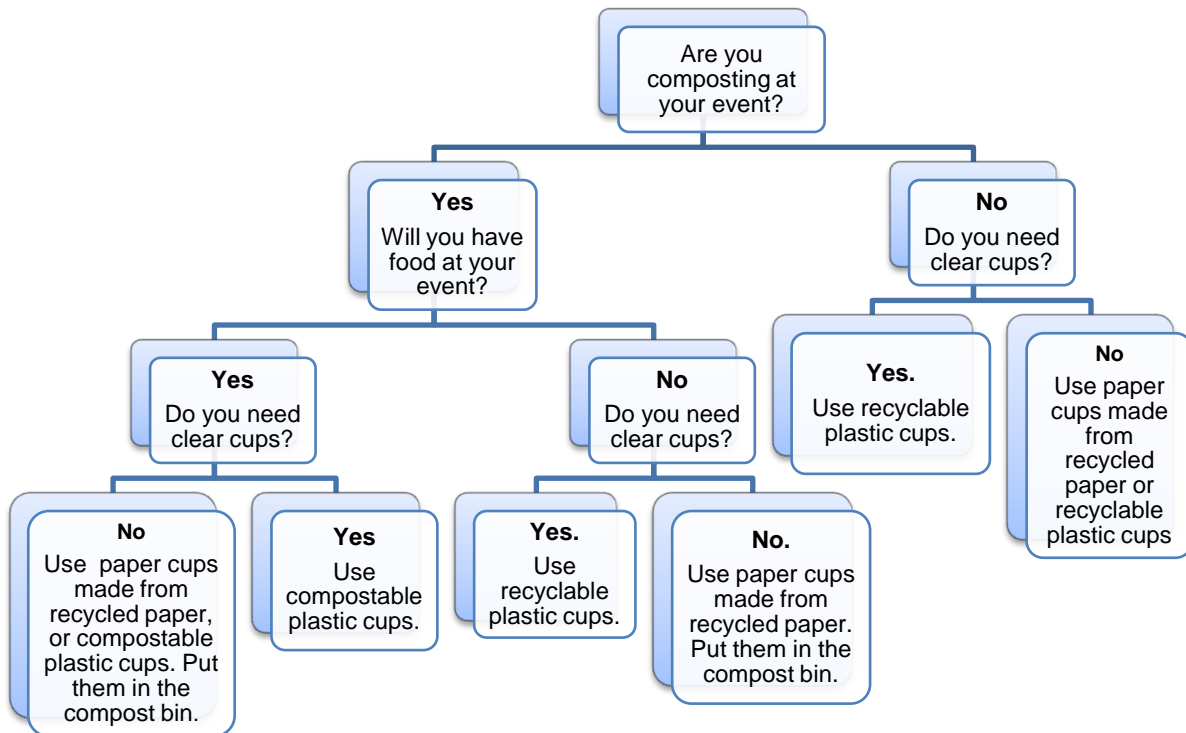 Are you
composting at
your event?
Yes
Will you have
food at your
event?
No
Do you need
clear cups?
Yes
Do you need
clear cups?
No
Do you need
clear cups?
Yes.
Use recyclable
plastic cups.
No
Use paper
cups made
from
recycled
paper or
recyclable
plastic cups
No
Use paper cups
made from
recycled paper,
or compostable
plastic cups. Put
them in the
compost bin.
Yes
Use
compostable
plastic cups.
Yes.
Use
recyclable
plastic cups.
No.
Use paper cups
made from
recycled paper.
Put them in the
compost bin.